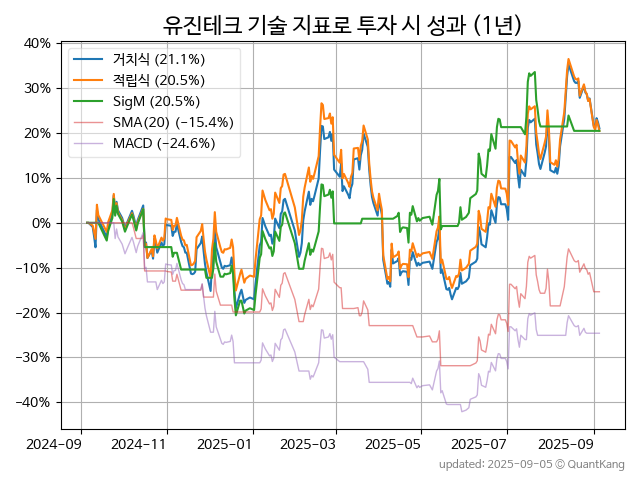 유진테크 기술 지표로 투자 시 성과 (1년)
거치식 (21.1%)
적립식 (20.5%)
SigM (20.5%)
SMA(20) (−15.4%)
MACD (−24.6%)
40%
30%
20%
10%
0%
−10%
−20%
−30%
−40%
2024-09 2024-11 2025-01 2025-03 2025-05 2025-07 2025-09
updated: 2025-09-05 © QuantKang